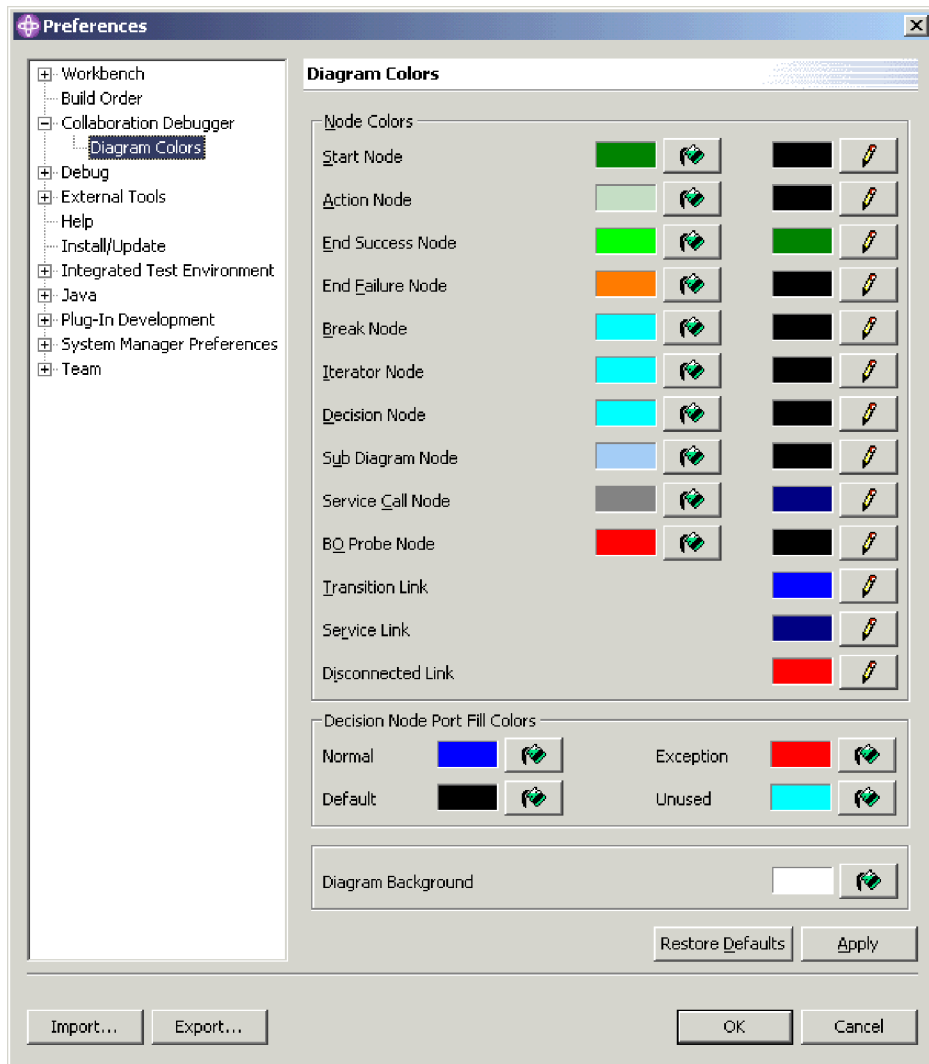 Preferences
Workbench
Build Order
Collaboration Debugger
Diagram Colors
Debug
External Tools
Help
Install/Update
Integrated Test Environment
Java
Plug-In Development
System Manager Preferences
Team
Diagram Colors
Node Colors
Start Node
Action Node
End Success Node
End Failure Node
Break Node
Iterator Node
Decision Node
Sub Diagram Node
Service Call Node
BO Probe Node
Transition Link
Service Link
Disconnected Link
Decision Node Port Fill Colors
Normal Exception
Default Unused
Diagram Background
Restore Defaults Apply
Import... Export... OK Cancel